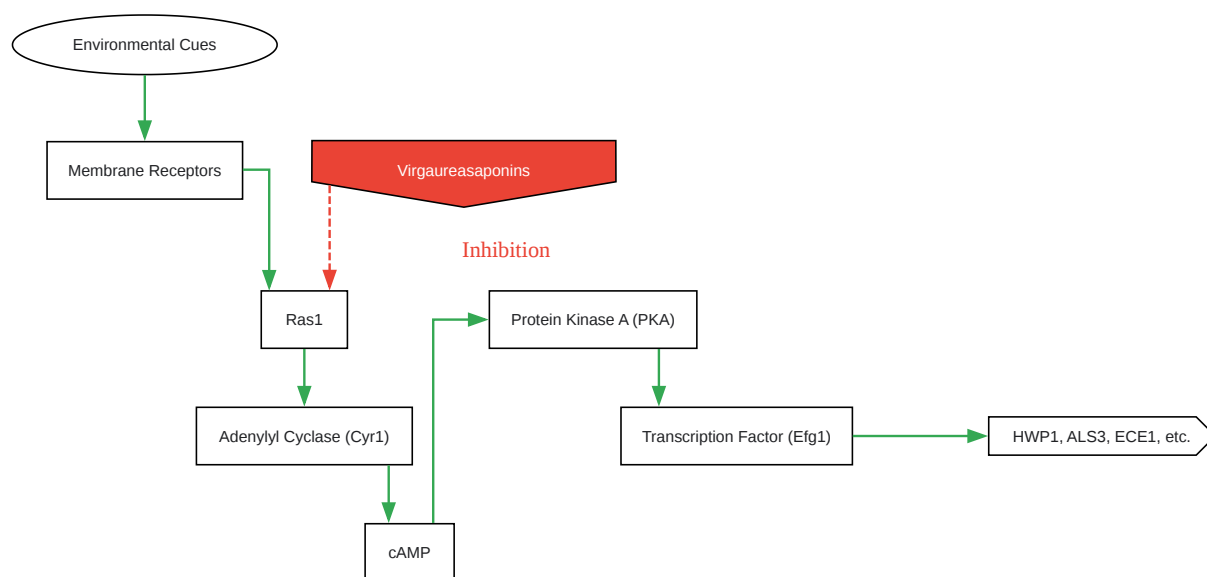 Environmental Cues
Membrane Receptors
Virgaureasaponins
Inhibition
Ras1
Protein Kinase A (PKA)
Adenylyl Cyclase (Cyr1)
Transcription Factor (Efg1)
HWP1, ALS3, ECE1, etc.
cAMP